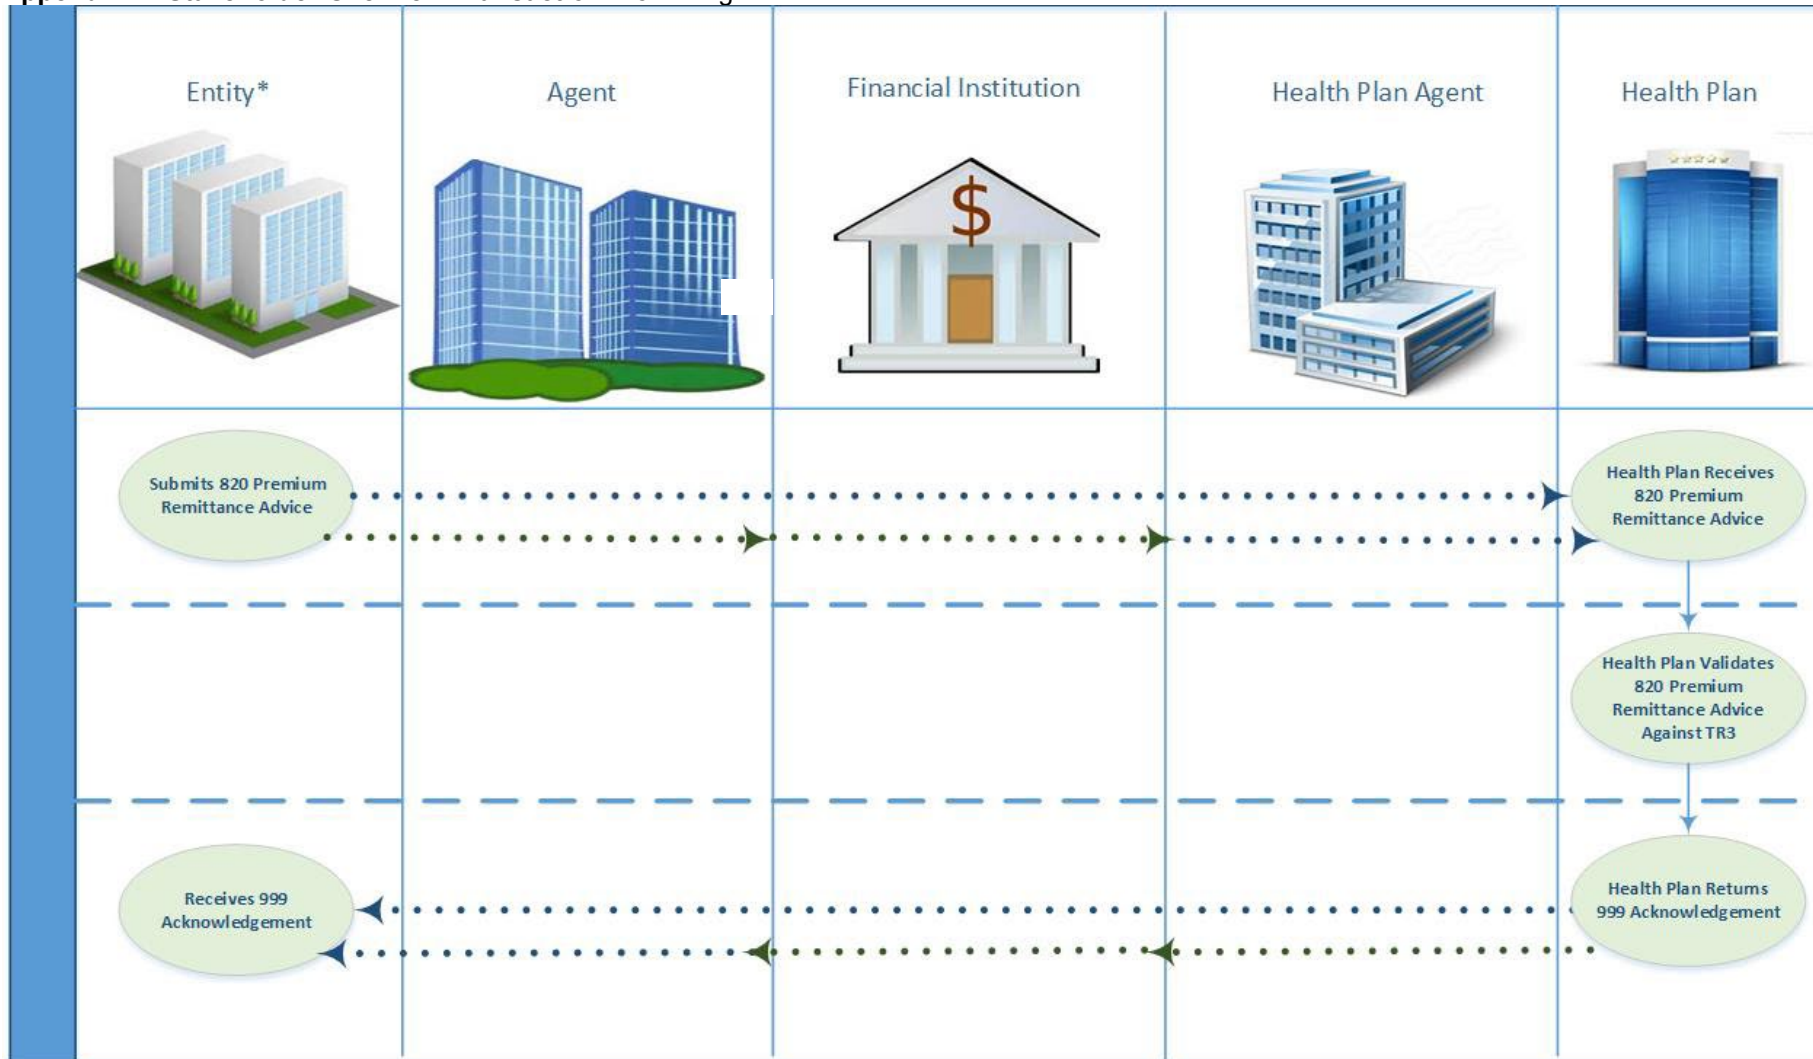 Entity*
Agent
Financial Institution
Health Plan Agent
Health Plan
$
Submits 820 Premium
Remittance Advice
Health Plan Receives
820 Premium
Remittance Advice
Health Plan Validates
820 Premium
Remittance Advice
Against TR3
Receives 999
Acknowledgement
Health Plan Returns
999 Acknowledgement